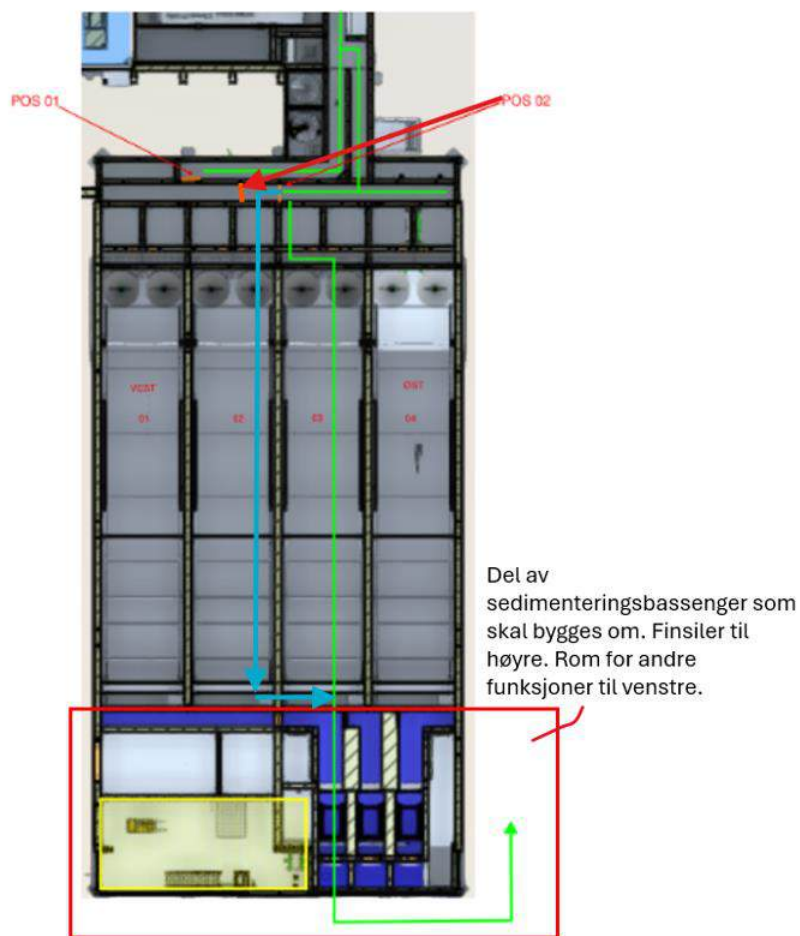 POS 01
POS 02
VEST
ØST
01
02
03
04
Del av
sedimenteringsbassenger som
skal bygges om. Finsiler til
høyre. Rom for andre
funksjoner til venstre.